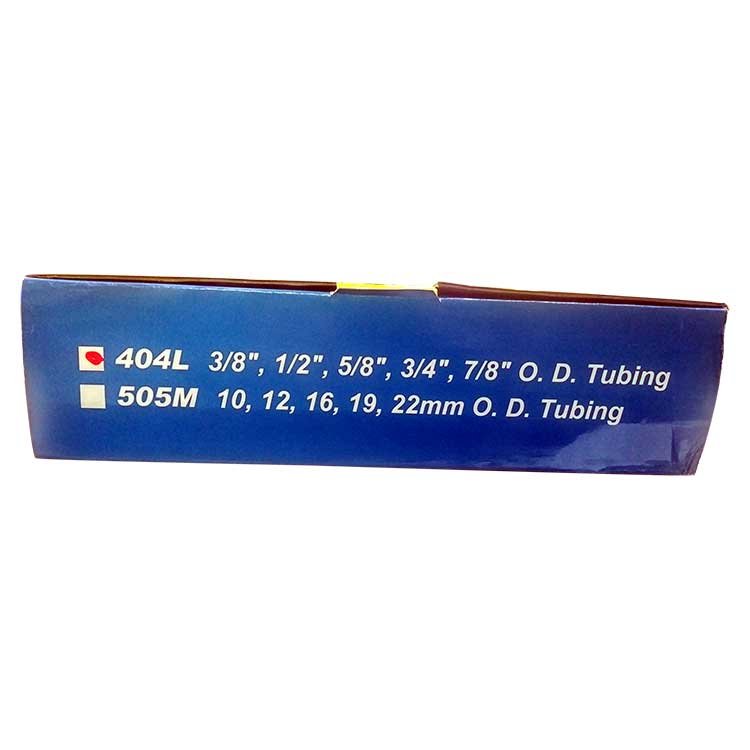 404L 3/8", 1/2", 5/8", 3/4", 7/8" O. D. Tubing
505M 10, 12, 16, 19, 22mm O. D. Tubing